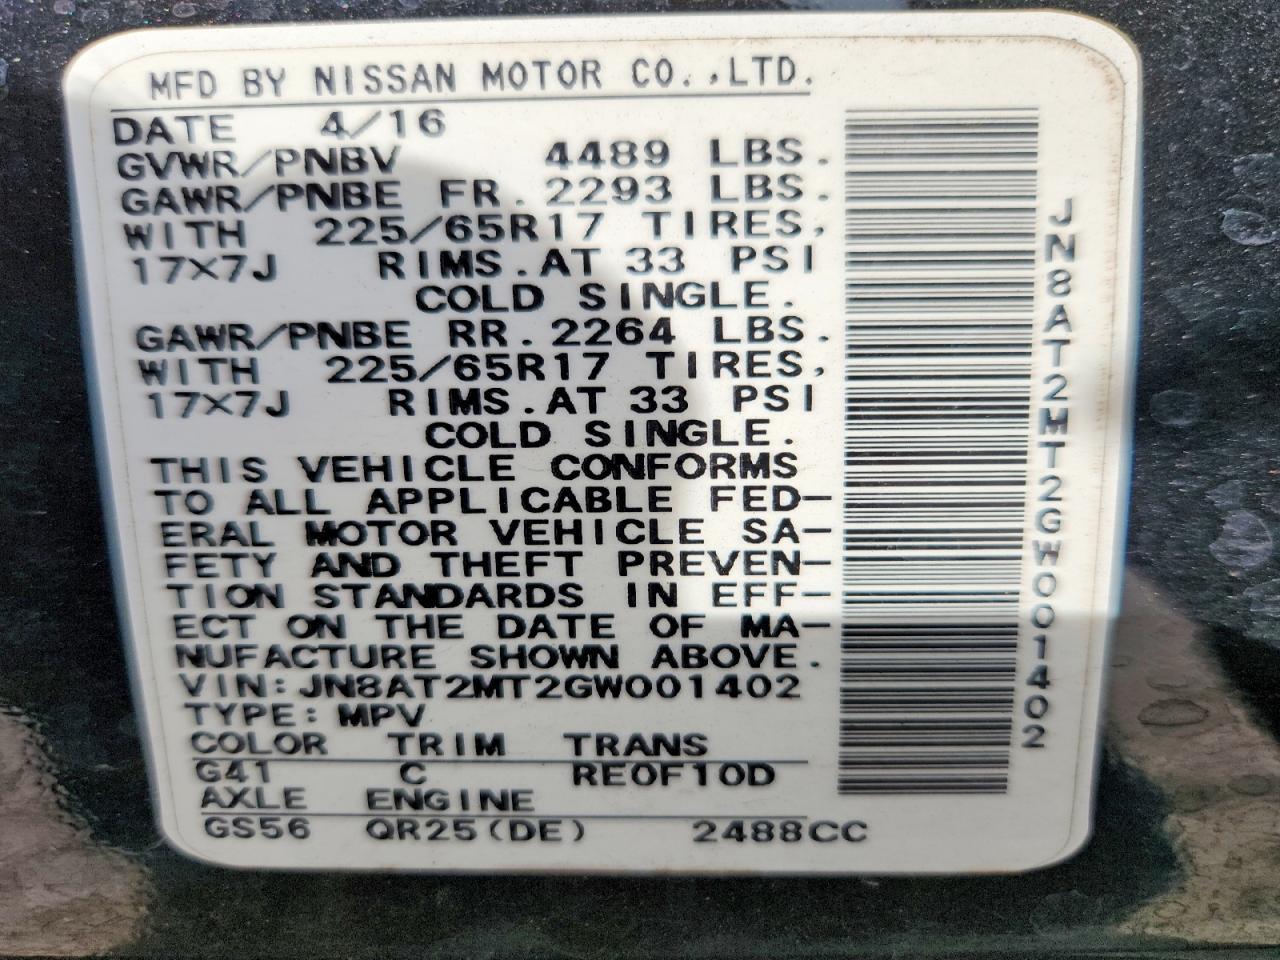 MFD BY NISSAN MOTOR CO.,LTD.
DATE 4/16
GVWR/PNBV 4489 LBS.
GAWR/PNBE FR. 2293 LBS.
WITH 225/65R17 TIRES,
17X7J RIMS.AT 33 PSI
COLD SINGLE.
GAWR/PNBE RR. 2264 LBS.
WITH 225/65R17 TIRES,
17X7J RIMS.AT 33 PSI
COLD SINGLE.
THIS VEHICLE CONFORMS
TO ALL APPLICABLE FED-
ERAL MOTOR VEHICLE SA-
FETY AND THEFT PREVEN-
TION STANDARDS IN EFF-
ECT ON THE DATE OF MA-
NUFACTURE SHOWN ABOVE.
VIN:JN8AT2MT2GW001402
TYPE:MPV
COLOR TRIM TRANS
G41 C RE0F10D
AXLE ENGINE
GS56 QR25(DE) 2488CC
JN8AT2MT2GW001402